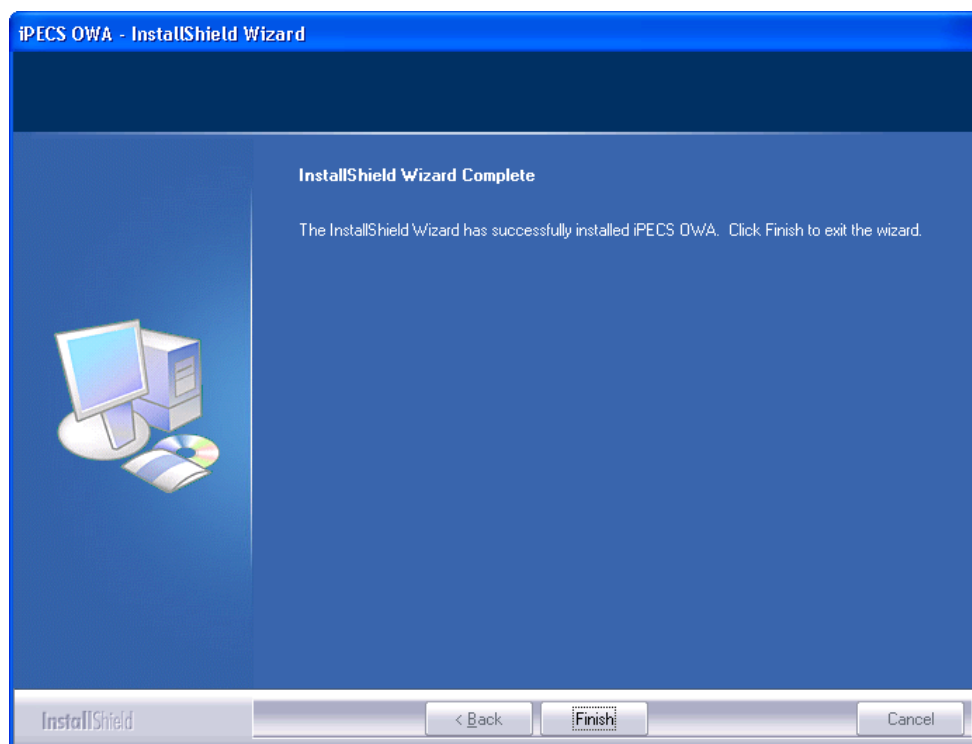 iPECS OWA - InstallShield Wizard
InstallShield Wizard Complete
The InstallShield Wizard has successfully installed iPECS OWA. Click Finish to exit the wizard.
InstallShield
< Back
Finish
Cancel